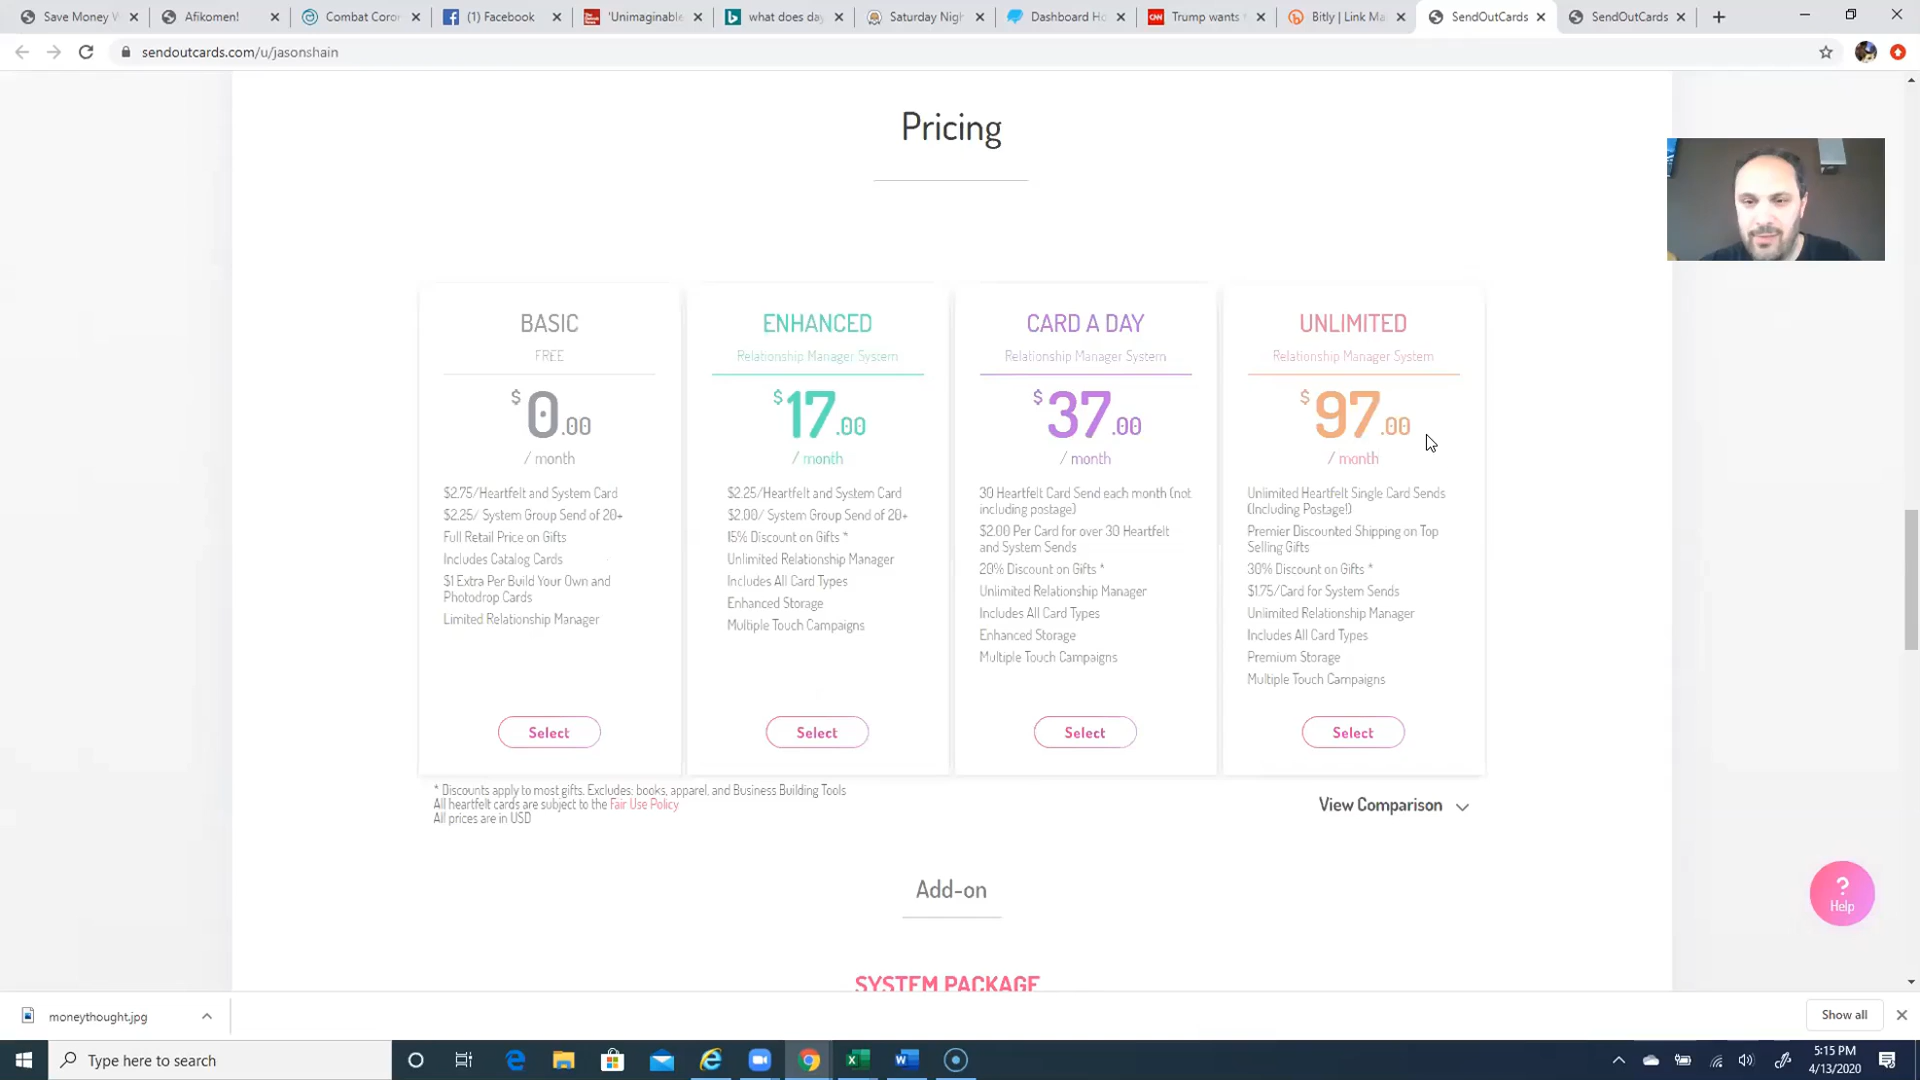 Save Money W
Afikomen!
Combat Coron
(1) Facebook
'Unimaginable
what does day
Saturday Nigh
Dashboard Ho
Trump wants t
Bitly | Link Ma
SendOutCards
SendOutCards
sendoutcards.com/u/jasonshain
Pricing
BASIC
FREE
$0.00
/ month
$2.75/Heartfelt and System Card
$2.25/ System Group Send of 20+
Full Retail Price on Gifts
Includes Catalog Cards
$1 Extra Per Build Your Own and
Photodrop Cards
Limited Relationship Manager
Select
ENHANCED
Relationship Manager System
$17.00
/ month
$2.25/Heartfelt and System Card
$2.00/ System Group Send of 20+
15% Discount on Gifts *
Unlimited Relationship Manager
Includes All Card Types
Enhanced Storage
Multiple Touch Campaigns
Select
CARD A DAY
Relationship Manager System
$37.00
/ month
30 Heartfelt Card Send each month (not
including postage)
$2.00 Per Card for over 30 Heartfelt
and System Sends
20% Discount on Gifts *
Unlimited Relationship Manager
Includes All Card Types
Enhanced Storage
Multiple Touch Campaigns
Select
UNLIMITED
Relationship Manager System
$97.00
/ month
Unlimited Heartfelt Single Card Sends
(Including Postage!)
Premier Discounted Shipping on Top
Selling Gifts
30% Discount on Gifts *
$1.75/Card for System Sends
Unlimited Relationship Manager
Includes All Card Types
Premium Storage
Multiple Touch Campaigns
Select
* Discounts apply to most gifts. Excludes: books, apparel, and Business Building Tools
All heartfelt cards are subject to the Fair Use Policy
All prices are in USD
View Comparison
Add-on
SYSTEM PACKAGE
?
Help
moneythought.jpg
Show all
Type here to search
5:15 PM
4/13/2020